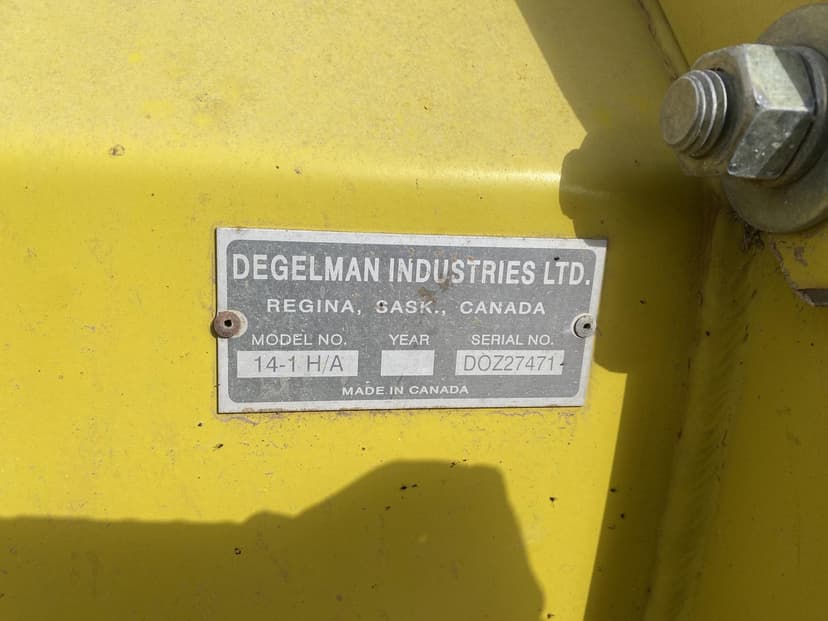 DEGELMAN INDUSTRIES LTD.
REGINA, SASK., CANADA
MODEL NO. YEAR SERIAL NO.
14-1 H/A DOZ27471
MADE IN CANADA